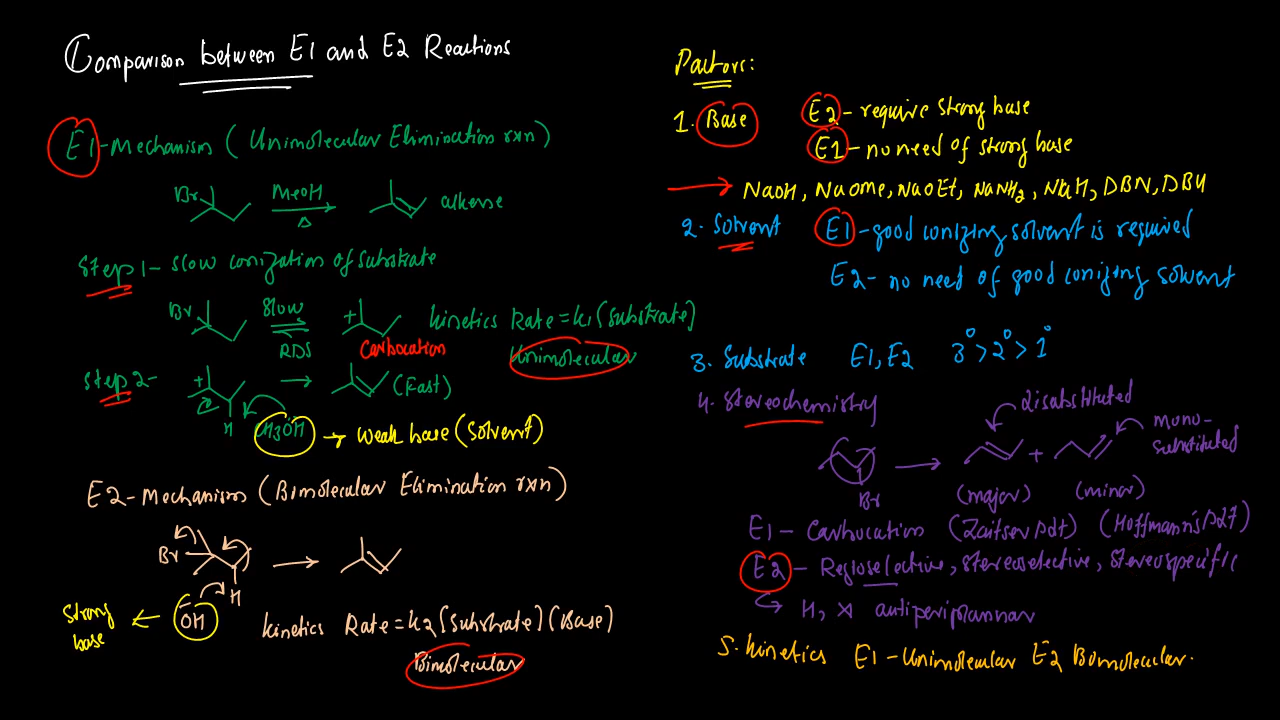 Comparison between E1 and E2 Reactions
E1-Mechanism (Unimolecular Elimination rxn)
Br
MeOH
Δ
alkene
Step1- slow ionization of substrate
Br
slow
RDS
+
Carbocation
kinetics Rate = k1[substrate]
Unimolecular
Step 2-
+
H
CH3OH
(Fast)
→ weak base (solvent)
E2-Mechanism (Bimolecular Elimination rxn)
Br
H
OH
strong
base
kinetics Rate = k2[substrate](Base)
Bimolecular
Factors:
1. Base E2 - require strong base
E1 - no need of strong base
→ NaOH, NaOMe, NaOEt, NaNH2, NaH, DBN, DBU
2. Solvent E1 - good ionizing solvent is required
E2 - no need of good ionizing solvent
3. Substrate E1, E2 3° > 2° > 1°
4. Stereochemistry
Disubstituted
mono-
substituted
Br
+
(major) (minor)
E1 - Carbocation (Zaitsev Pdt) (Hoffmann's Pdt)
E2 - Regioselective, stereoselective, stereospecific
H, X antiperiplannar
5. kinetics E1 - Unimolecular E2 Bomolecular.